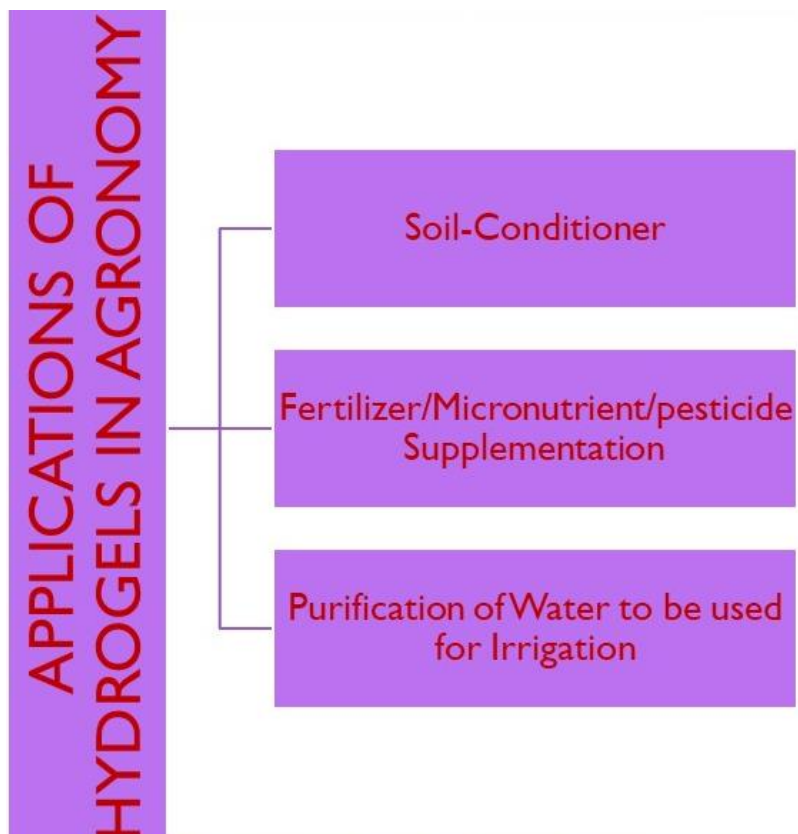 APPLICATIONS OF
HYDROGELS IN AGRONOMY
Soil-Conditioner
Fertilizer/Micronutrient/pesticide
Supplementation
Purification of Water to be used
for Irrigation